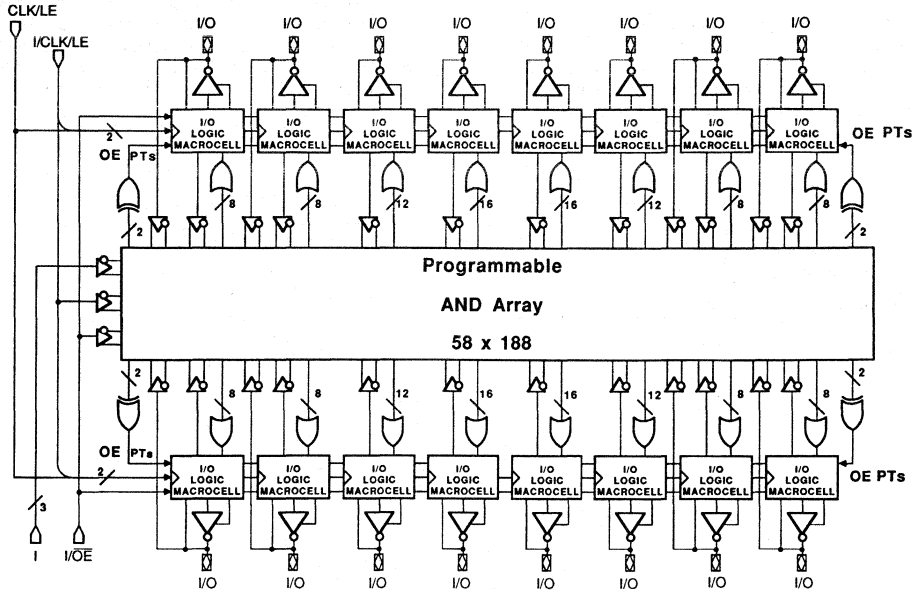 CLK/LE
I/CLK/LE
I/O I/O I/O I/O I/O I/O I/O I/O
I/O LOGIC MACROCELL
I/O LOGIC MACROCELL
I/O LOGIC MACROCELL
I/O LOGIC MACROCELL
I/O LOGIC MACROCELL
I/O LOGIC MACROCELL
I/O LOGIC MACROCELL
I/O LOGIC MACROCELL
2
OE PTs
OE PTs
2 8 8 12 16 16 12 8 8 2
Programmable
AND Array
58 x 188
2 8 8 12 16 16 12 8 8 2
OE PTs
OE PTs
2
I/O LOGIC MACROCELL
I/O LOGIC MACROCELL
I/O LOGIC MACROCELL
I/O LOGIC MACROCELL
I/O LOGIC MACROCELL
I/O LOGIC MACROCELL
I/O LOGIC MACROCELL
I/O LOGIC MACROCELL
3
I
I/O̅E̅
I/O I/O I/O I/O I/O I/O I/O I/O